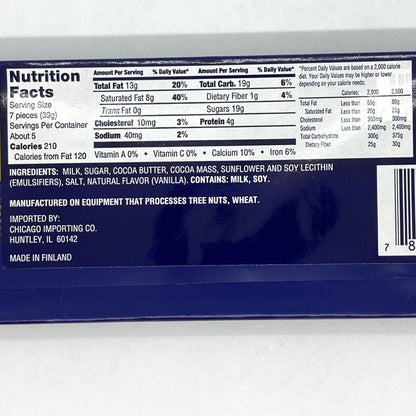 Nutrition
Facts
Serving Size
7 pieces (39g)
Servings Per Container
About 5
Calories 210
Calories from Fat 120
Amount Per Serving % Daily Value*
Total Fat 13g 20%
Saturated Fat 8g 40%
Trans Fat 0g
Cholesterol 10mg 3%
Sodium 40mg 2%
Amount Per Serving % Daily Value*
Total Carb. 19g 6%
Dietary Fiber 1g 4%
Sugars 19g
Protein 4g
Vitamin A 0% • Vitamin C 0% • Calcium 10% • Iron 6%
*Percent Daily Values are based on a 2,000 calorie
diet. Your Daily Values may be higher or lower
depending on your calorie needs:
Calories: 2,000 2,500
Total Fat Less than 65g 80g
Saturated Fat Less than 20g 25g
Cholesterol Less than 300mg 300mg
Sodium Less than 2,400mg 2,400mg
Total Carbohydrate 300g 375g
Dietary Fiber 25g 30g
INGREDIENTS: MILK, SUGAR, COCOA BUTTER, COCOA MASS, SUNFLOWER AND SOY LECITHIN
(EMULSIFIERS), SALT, NATURAL FLAVOR (VANILLA). CONTAINS: MILK, SOY.
MANUFACTURED ON EQUIPMENT THAT PROCESSES TREE NUTS, WHEAT.
IMPORTED BY:
CHICAGO IMPORTING CO.
HUNTLEY, IL 60142
MADE IN FINLAND
7 8